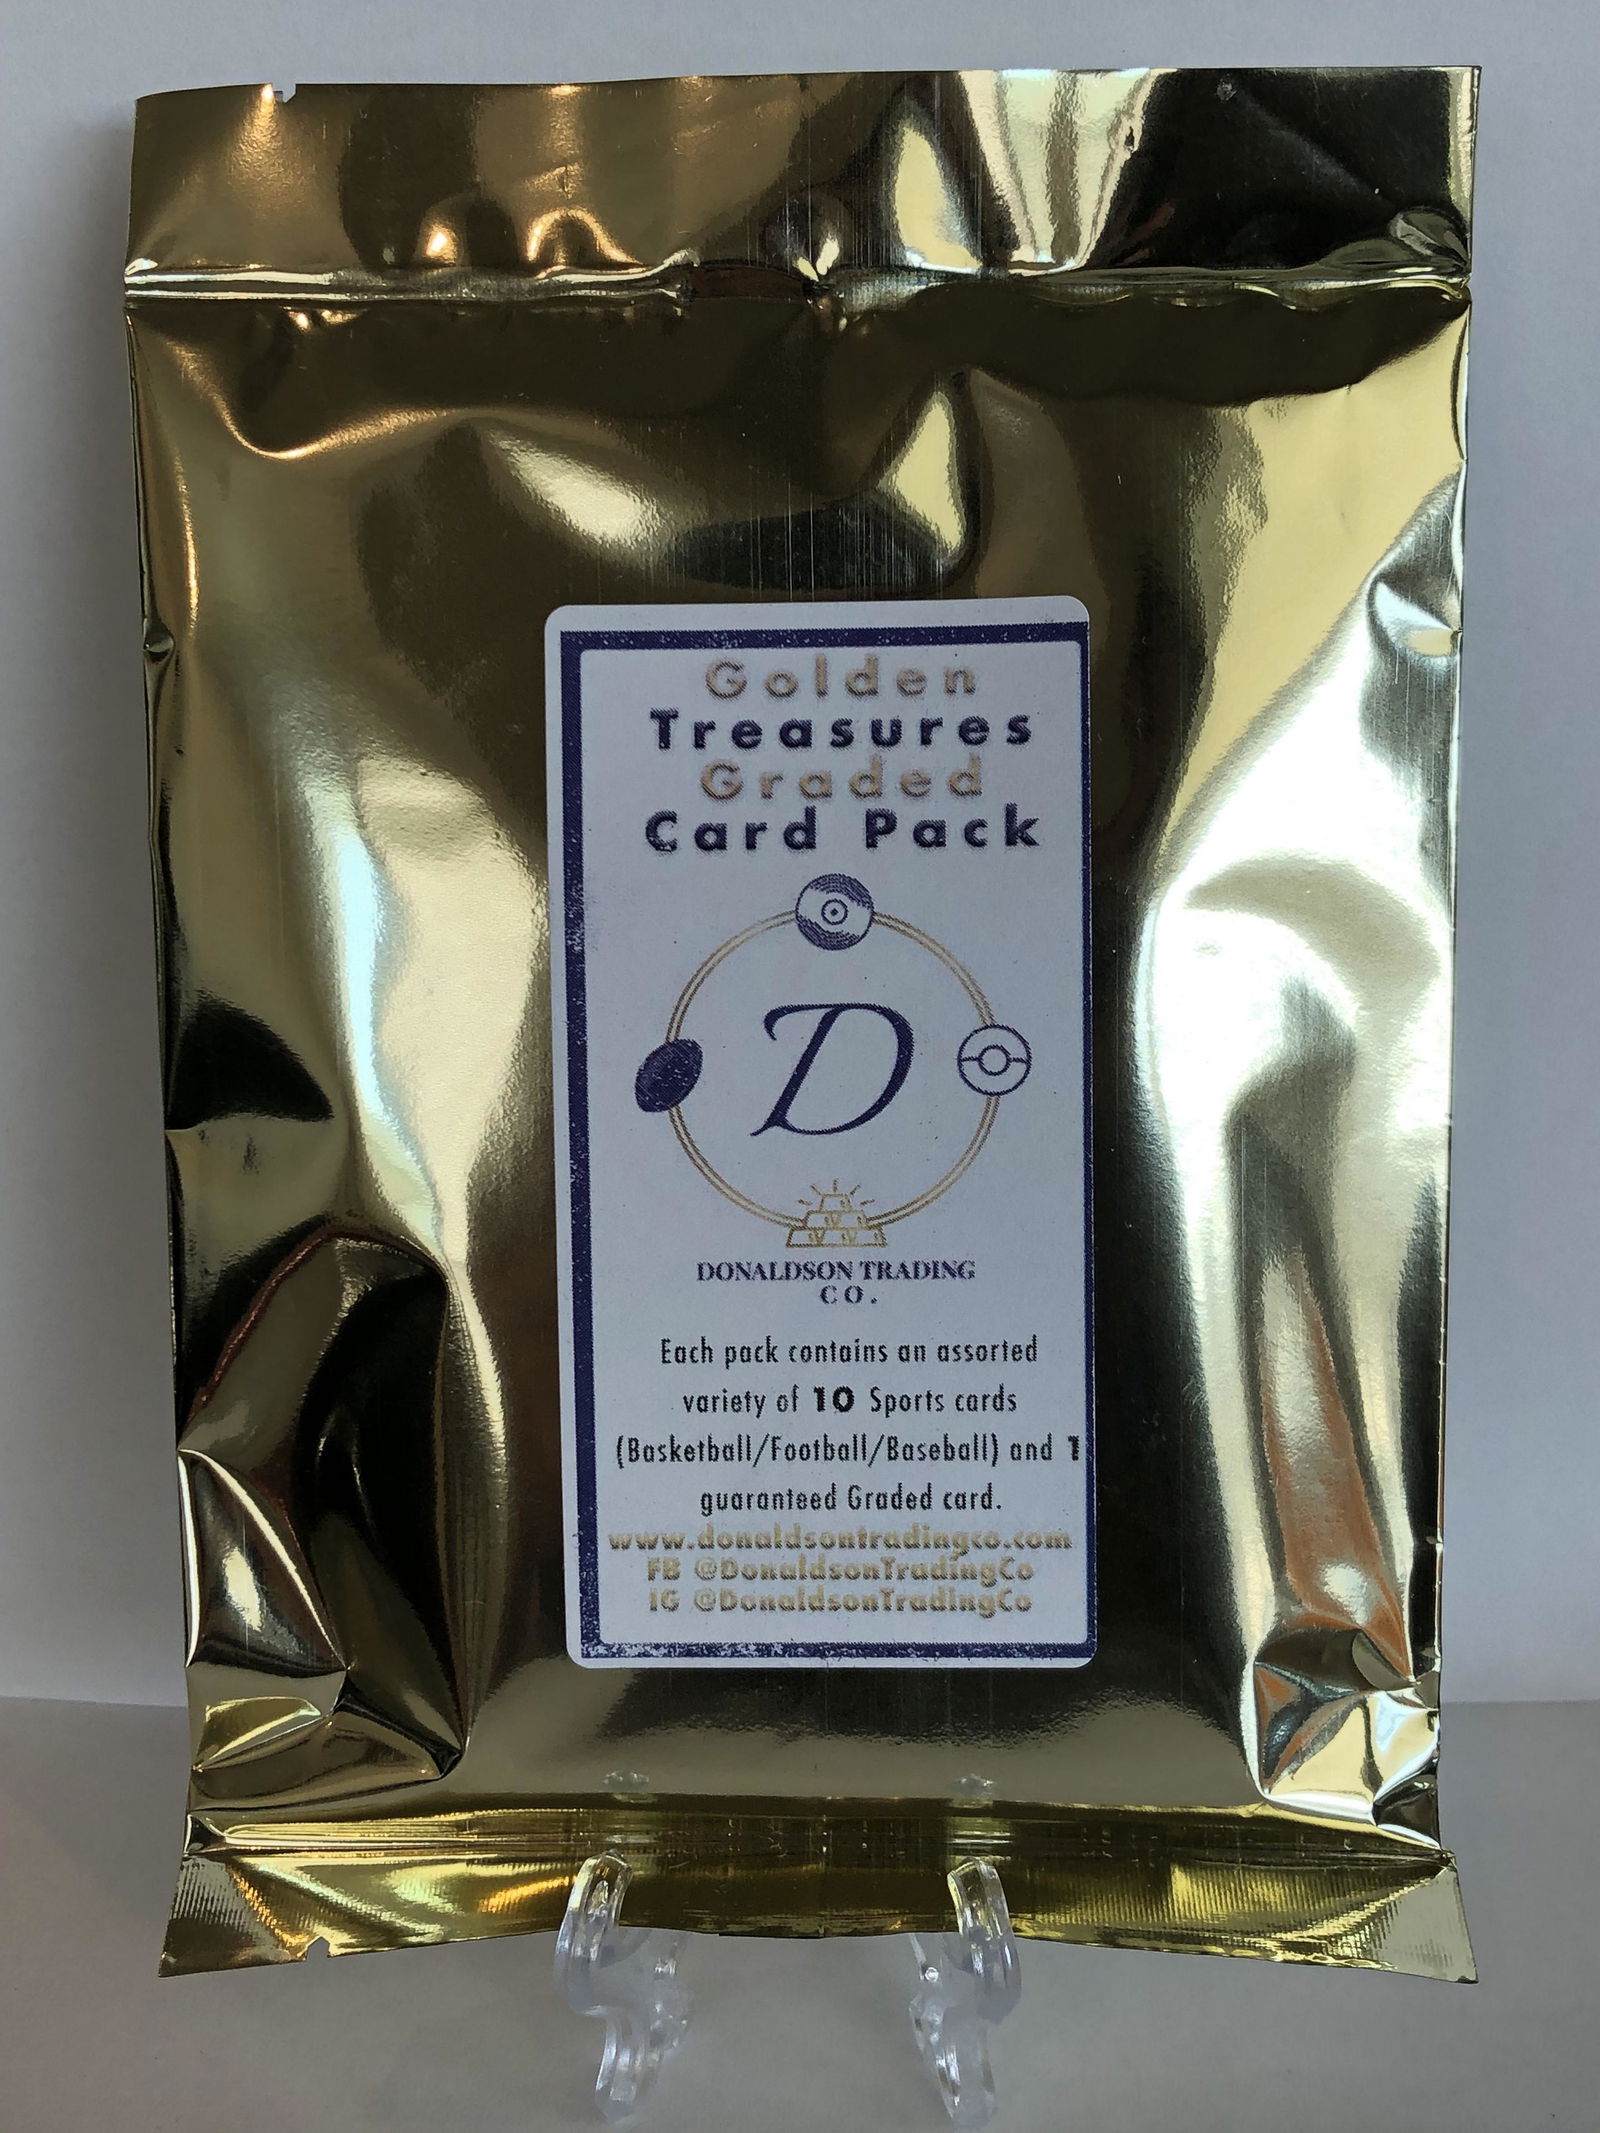 Golden
Treasures
Graded
Card Pack
D
DONALDSON TRADING
CO.
Each pack contains an assorted
variety of 10 Sports cards
(Basketball/Football/Baseball) and 1
guaranteed Graded card.
www.donaldsontradingco.com
FB @DonaldsonTradingCo
IG @DonaldsonTradingCo